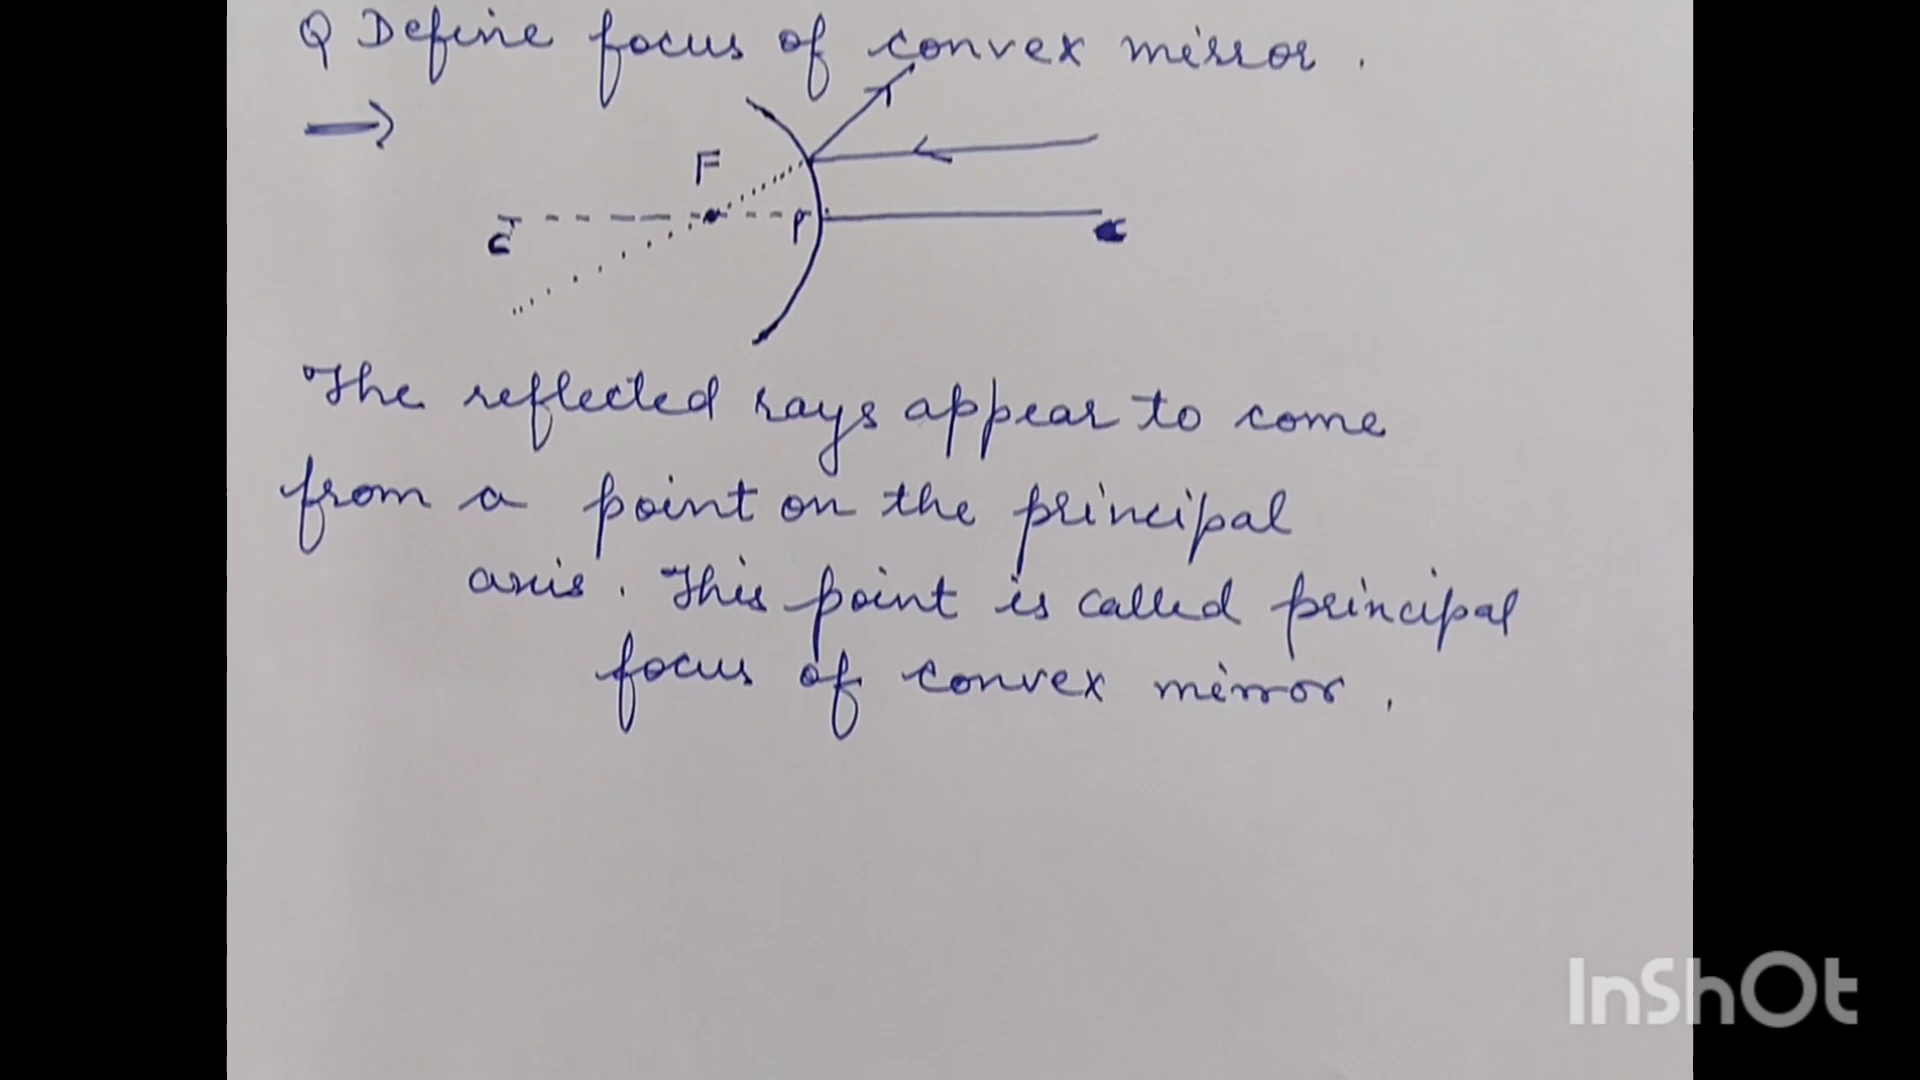 Q Define focus of convex mirror.
F
C
P
The reflected rays appear to come
from a point on the principal
axis. This point is called principal
focus of convex mirror.
InShOt